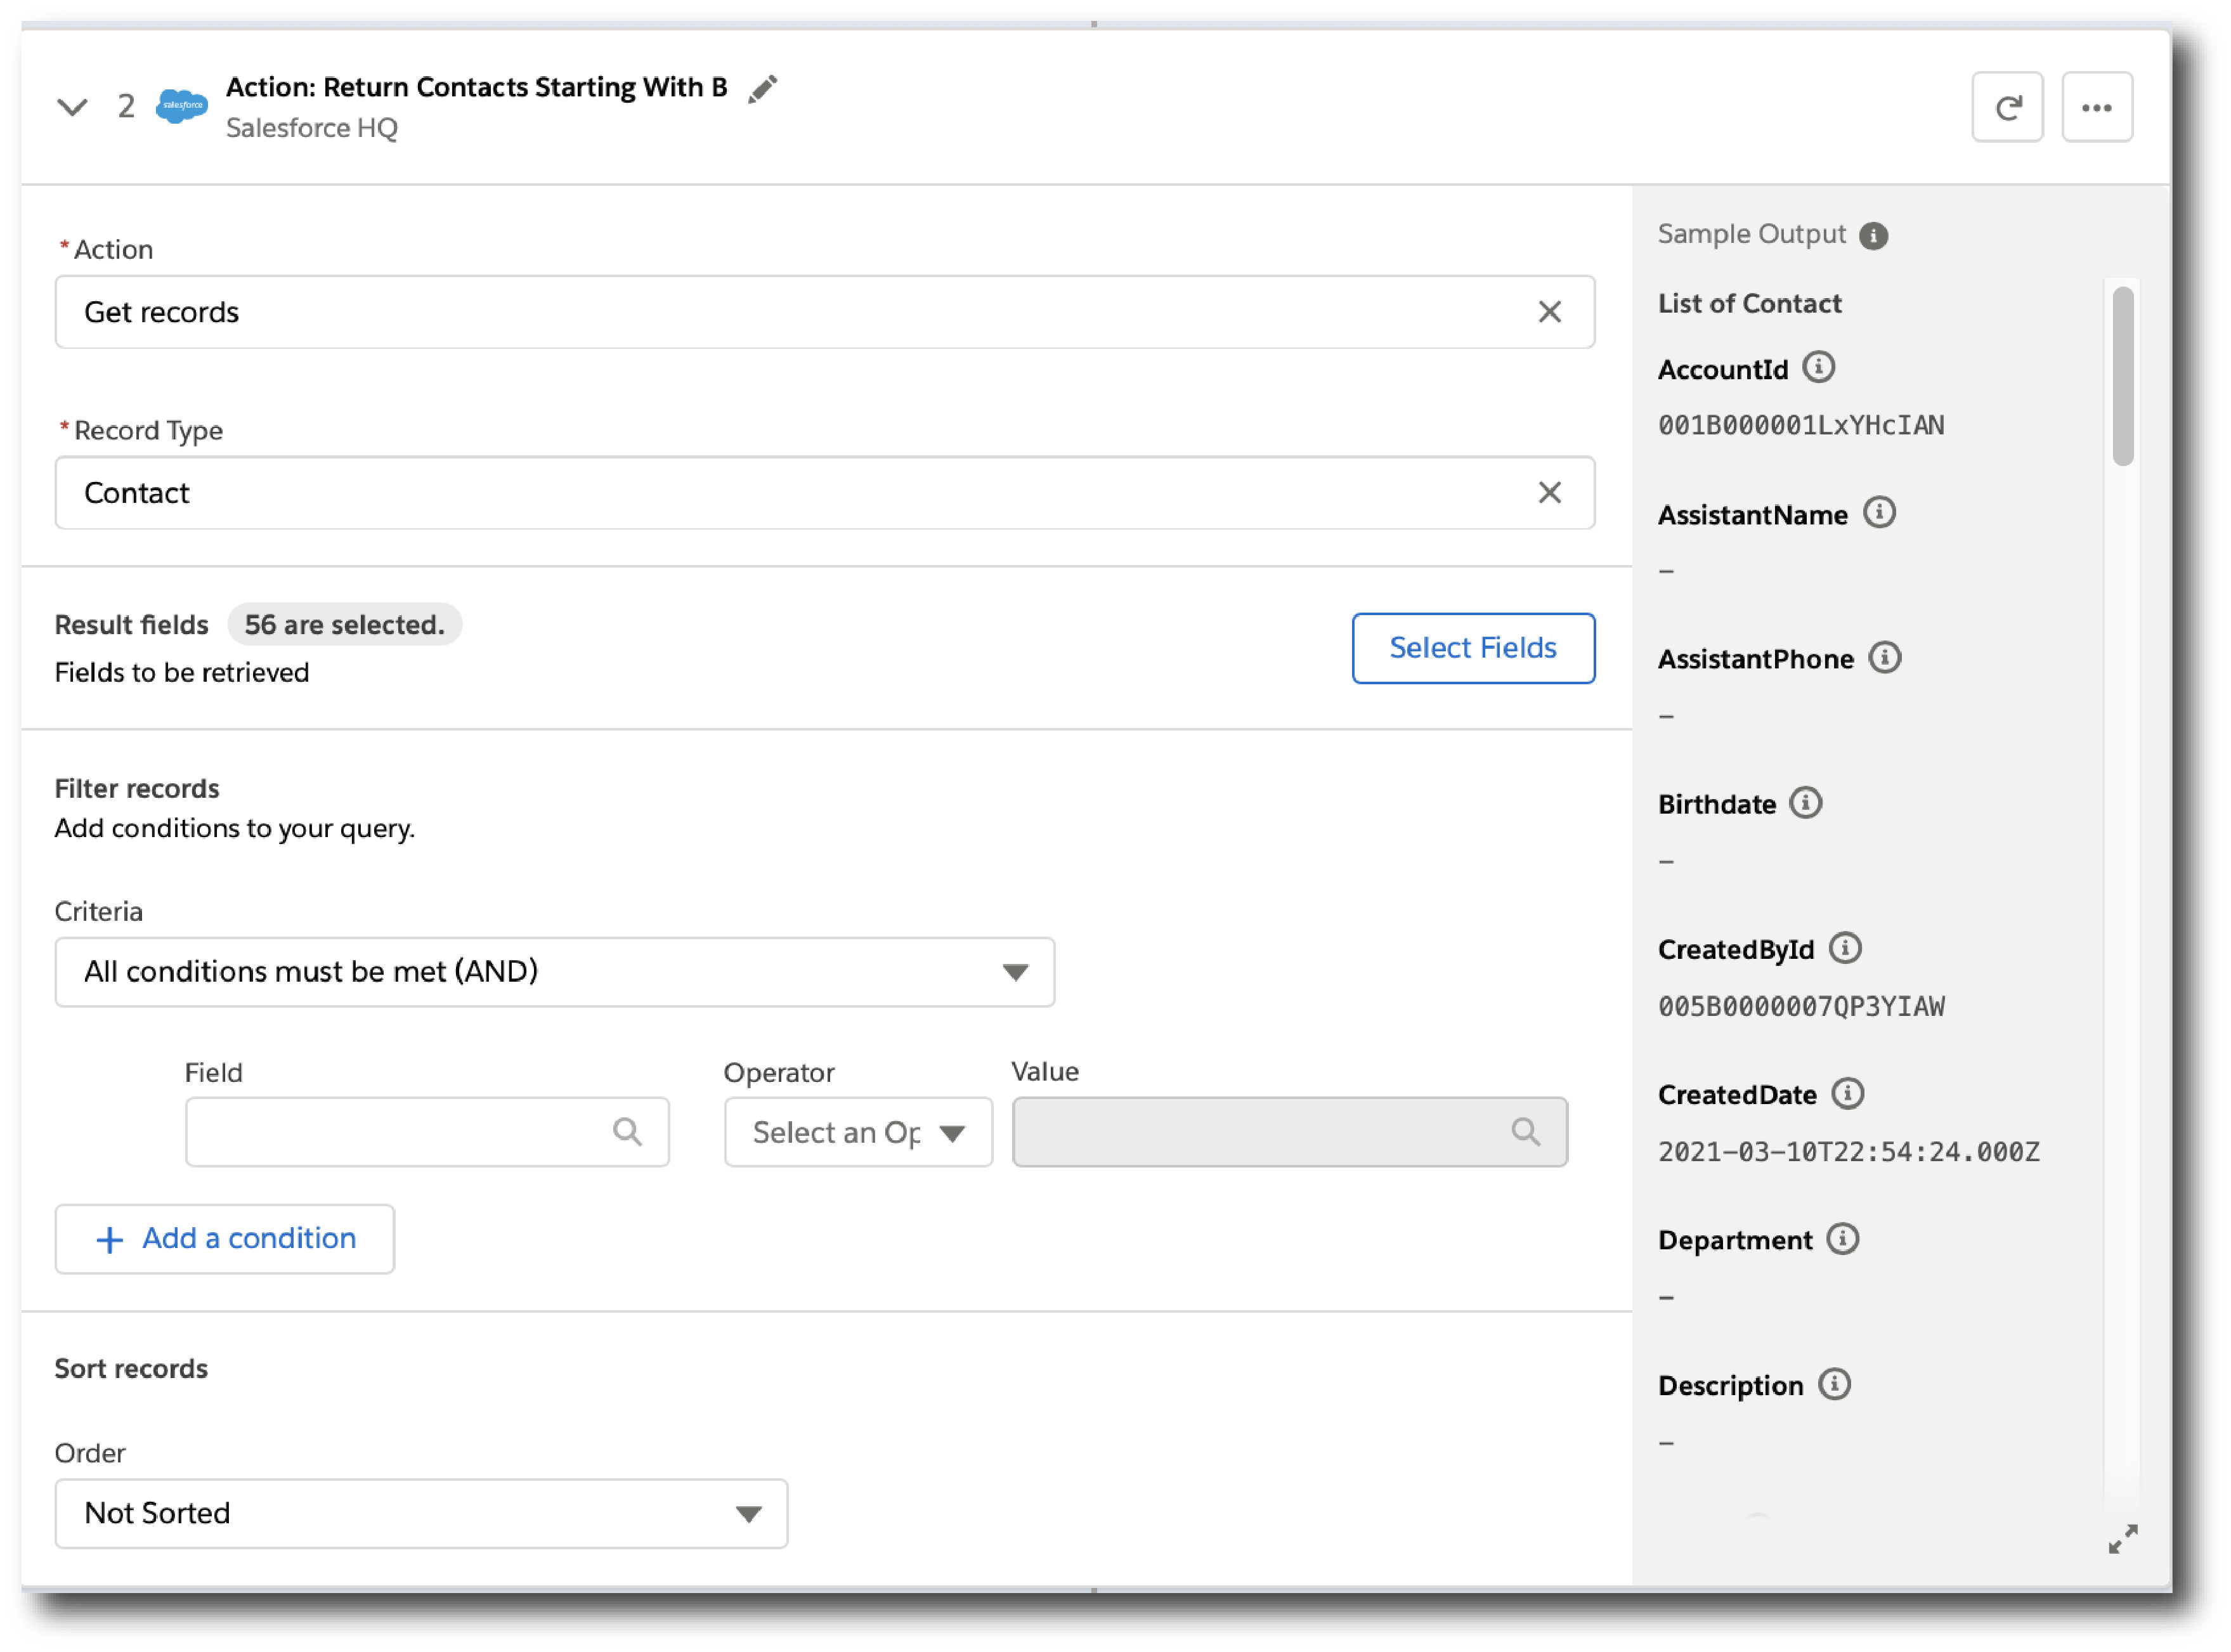 2
salesforce
Action: Return Contacts Starting With B
Salesforce HQ
* Action
Get records
* Record Type
Contact
Result fields 56 are selected.
Fields to be retrieved
Select Fields
Filter records
Add conditions to your query.
Criteria
All conditions must be met (AND)
Field Operator Value
Select an Op
+ Add a condition
Sort records
Order
Not Sorted
Sample Output
List of Contact
AccountId
001B000001LxYHcIAN
AssistantName
–
AssistantPhone
–
Birthdate
–
CreatedById
005B0000007QP3YIAW
CreatedDate
2021-03-10T22:54:24.000Z
Department
–
Description
–